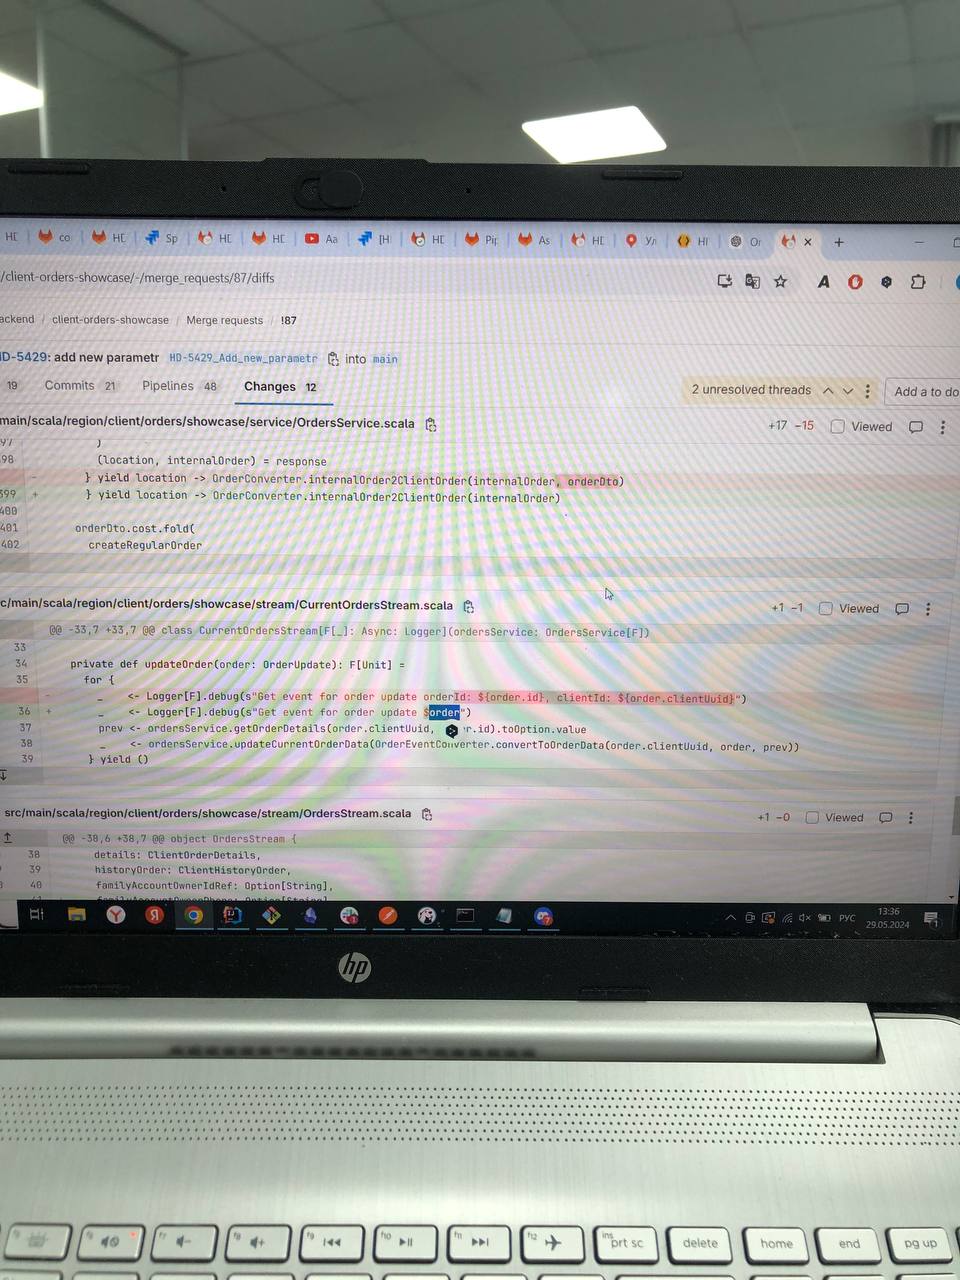 HD co HD Sp HD HD Aa [H HD Pip As HD Ул HI Or
/client-orders-showcase/-/merge_requests/87/diffs
ackend / client-orders-showcase / Merge requests / !87
HD-5429: add new parametr HD-5429_Add_new_parametr into main
19 Commits 21 Pipelines 48 Changes 12 2 unresolved threads Add a to do
main/scala/region/client/orders/showcase/service/OrdersService.scala +17 -15 Viewed
97 )
398 (location, internalOrder) = response
- } yield location -> OrderConverter.internalOrder2ClientOrder(internalOrder, orderDto)
399 + } yield location -> OrderConverter.internalOrder2ClientOrder(internalOrder)
400
401 orderDto.cost.fold(
402 createRegularOrder
c/main/scala/region/client/orders/showcase/stream/CurrentOrdersStream.scala +1 -1 Viewed
@@ -33,7 +33,7 @@ class CurrentOrdersStream[F[_]: Async: Logger](ordersService: OrdersService[F])
33
34 private def updateOrder(order: OrderUpdate): F[Unit] =
35 for {
- _ <- Logger[F].debug(s"Get event for order update orderId: ${order.id}, clientId: ${order.clientUuid}")
36 + _ <- Logger[F].debug(s"Get event for order update $order")
37 prev <- ordersService.getOrderDetails(order.clientUuid, r.id).toOption.value
38 _ <- ordersService.updateCurrentOrderData(OrderEventConverter.convertToOrderData(order.clientUuid, order, prev))
39 } yield ()
src/main/scala/region/client/orders/showcase/stream/OrdersStream.scala +1 -0 Viewed
@@ -38,6 +38,7 @@ object OrdersStream {
38 details: ClientOrderDetails,
39 historyOrder: ClientHistoryOrder,
40 familyAccountOwnerIdRef: Option[String],
РУС 13:36
29.05.2024
1
hp
f9 f10 f11 f12 ins prt sc delete home end pg up